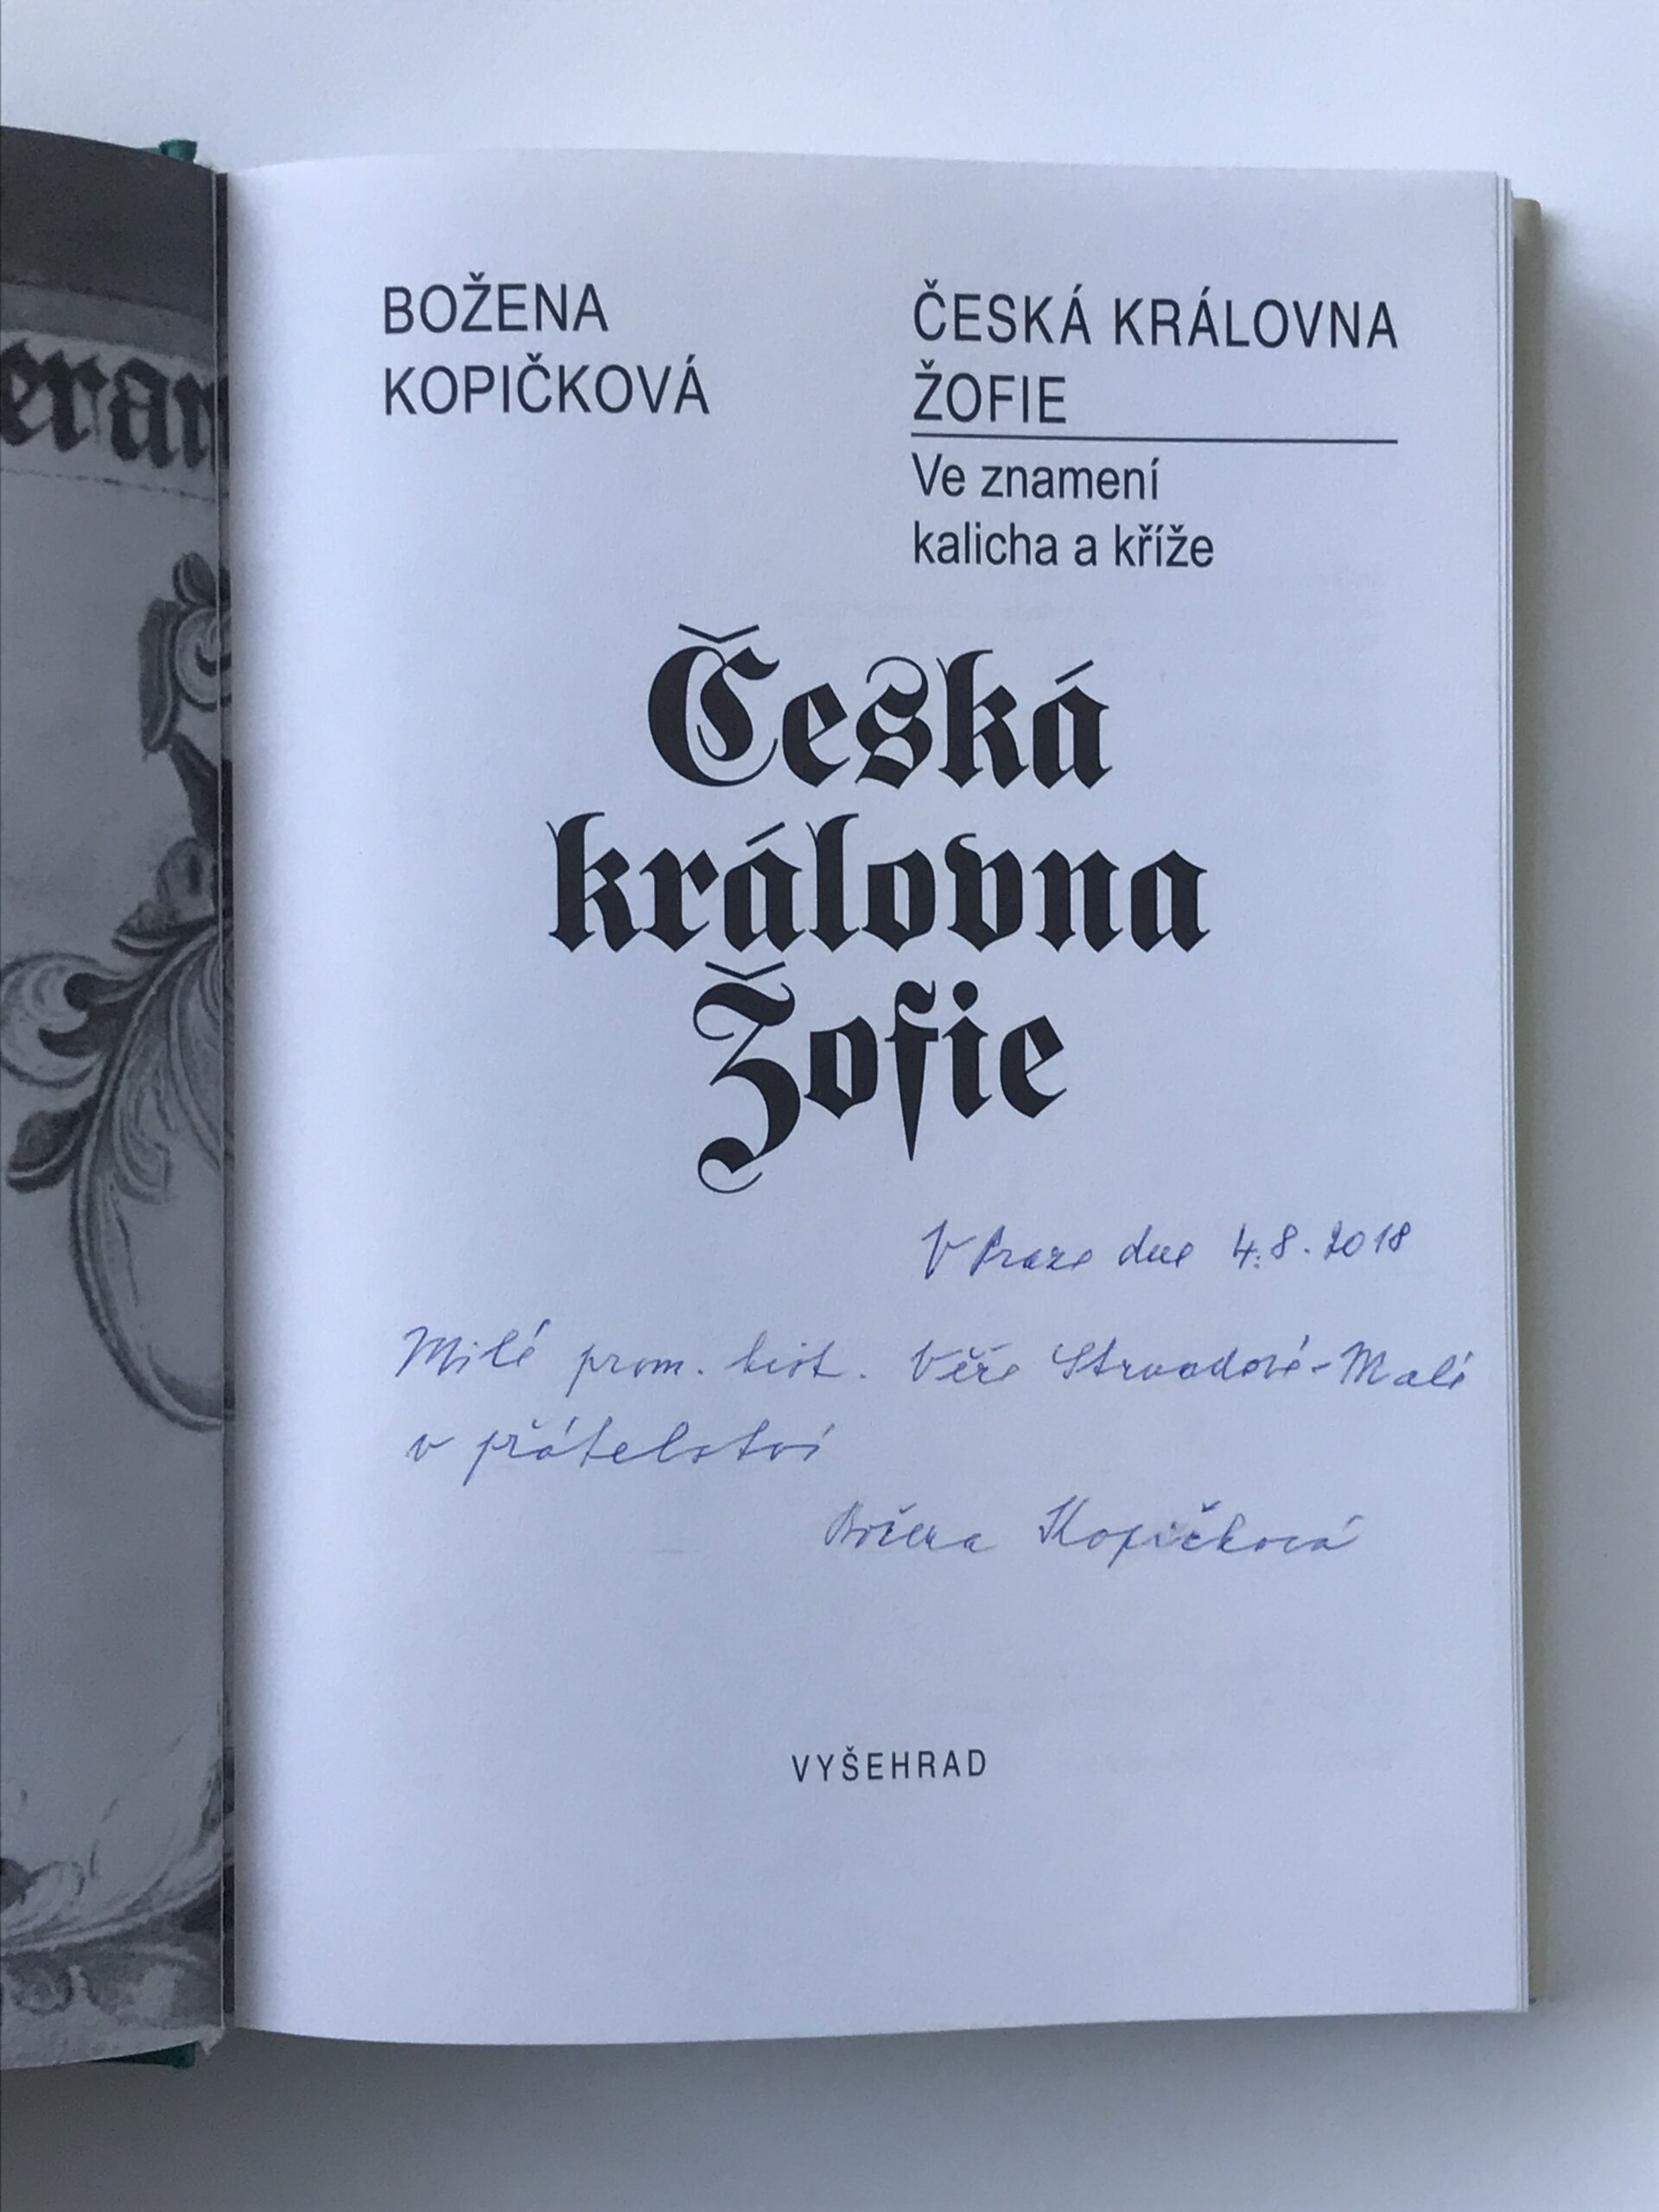 BOŽENA
KOPIČKOVÁ
ČESKÁ KRÁLOVNA
ŽOFIE
Ve znamení
kalicha a kříže
Česká
královna
Žofie
V Praze dne 4.8.2018
Milé prom. hist. Věře -Malé
v přátelství
Božena Kopičková
VYŠEHRAD